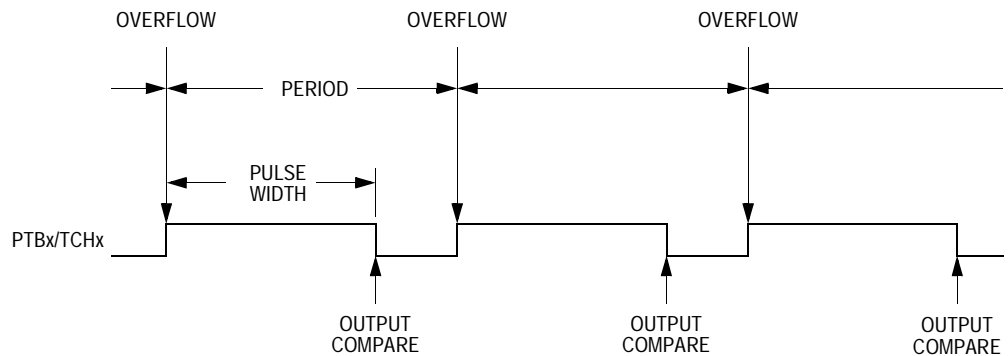 OVERFLOW
OVERFLOW
OVERFLOW
PERIOD
PULSE
WIDTH
PTBx/TCHx
OUTPUT
COMPARE
OUTPUT
COMPARE
OUTPUT
COMPARE